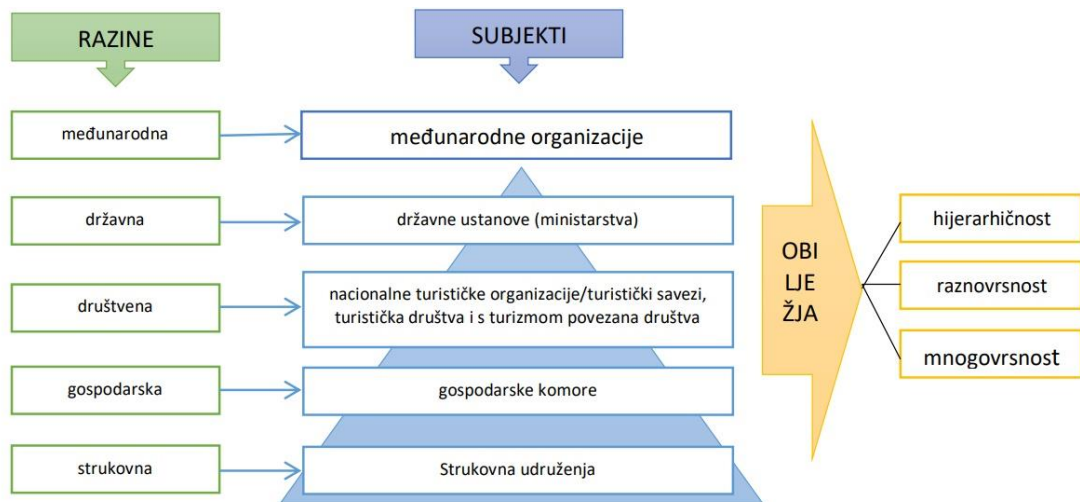 RAZINE
SUBJEKTI
međunarodna
međunarodne organizacije
državna
državne ustanove (ministarstva)
društvena
nacionalne turističke organizacije/turistički savezi,
turistička društva i s turizmom povezana društva
gospodarska
gospodarske komore
strukovna
Strukovna udruženja
OBI
LJE
ŽJA
hijerarhičnost
raznovrsnost
mnogovrsnost